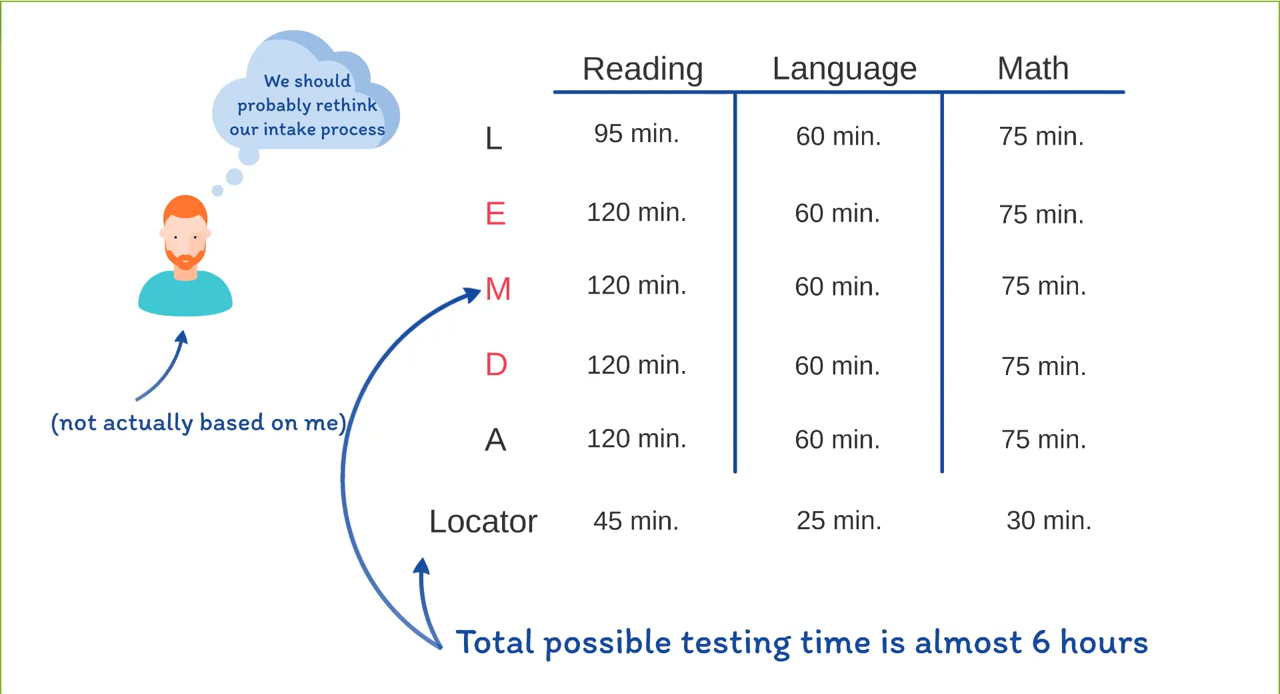 We should
probably rethink
our intake process
(not actually based on me)
Reading Language Math
L 95 min. 60 min. 75 min.
E 120 min. 60 min. 75 min.
M 120 min. 60 min. 75 min.
D 120 min. 60 min. 75 min.
A 120 min. 60 min. 75 min.
Locator 45 min. 25 min. 30 min.
Total possible testing time is almost 6 hours